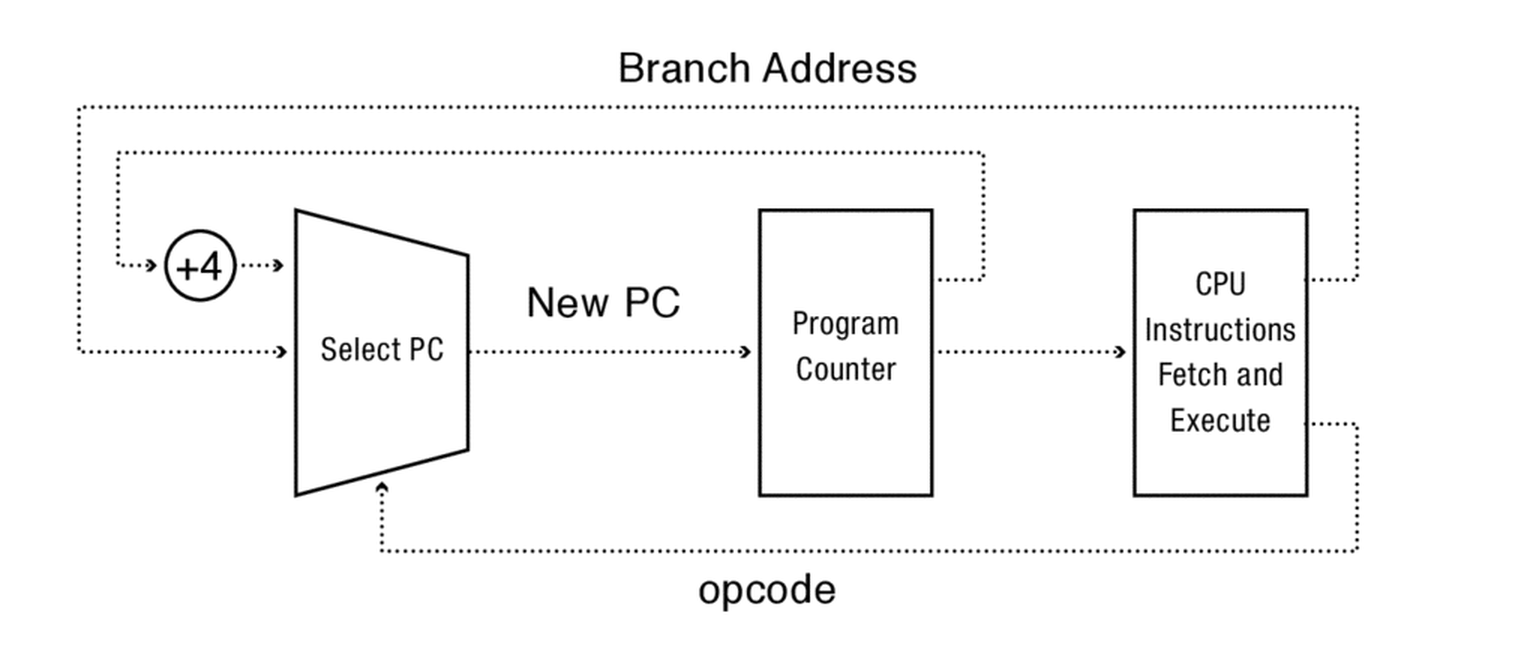 Branch Address
+4
Select PC
New PC
Program
Counter
CPU
Instructions
Fetch and
Execute
opcode